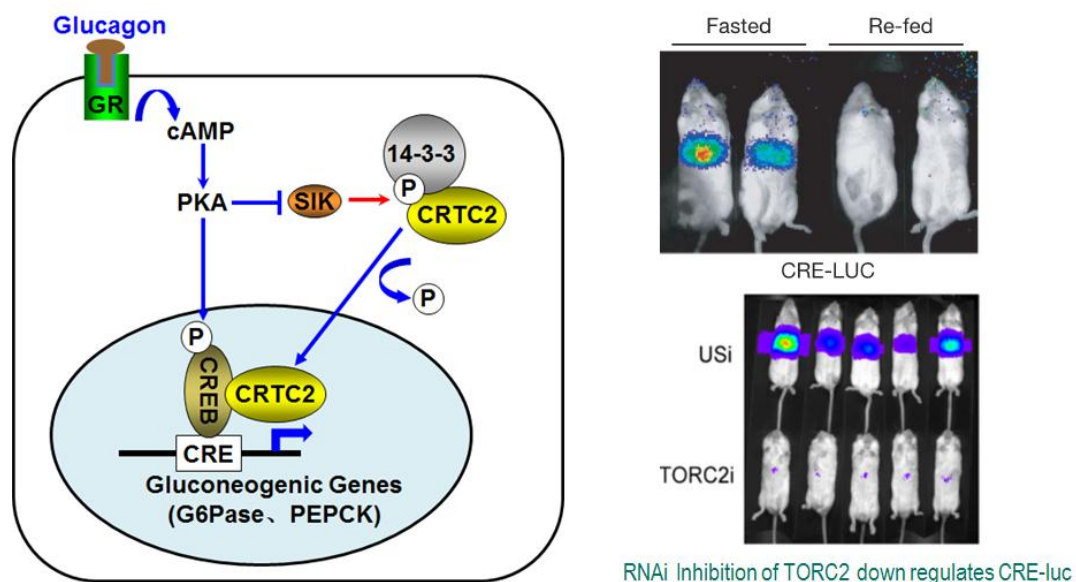 Glucagon
GR
cAMP
14-3-3
P
PKA
SIK
CRTC2
P
P
CREB
CRTC2
CRE
Gluconeogenic Genes
(G6Pase、PEPCK)
Fasted Re-fed
CRE-LUC
USi
TORC2i
RNAi Inhibition of TORC2 down regulates CRE-luc